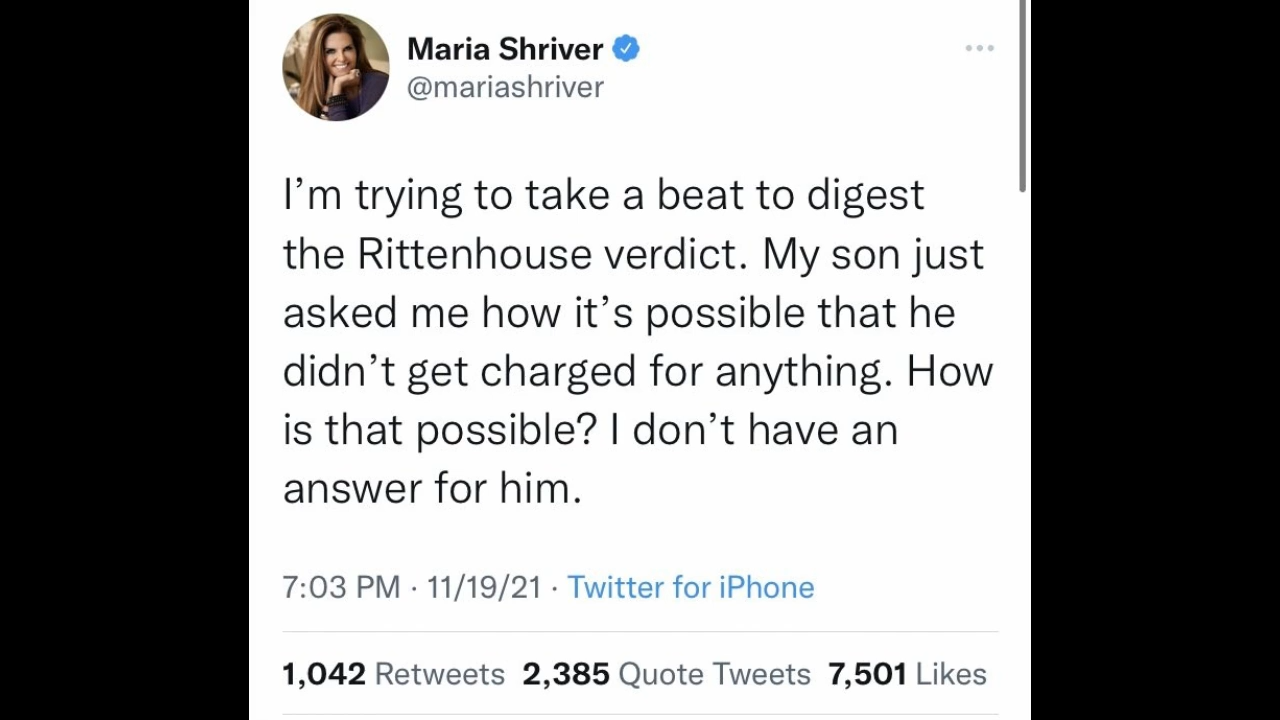 Maria Shriver
@mariashriver
I’m trying to take a beat to digest
the Rittenhouse verdict. My son just
asked me how it’s possible that he
didn’t get charged for anything. How
is that possible? I don’t have an
answer for him.
7:03 PM · 11/19/21 · Twitter for iPhone
1,042 Retweets 2,385 Quote Tweets 7,501 Likes